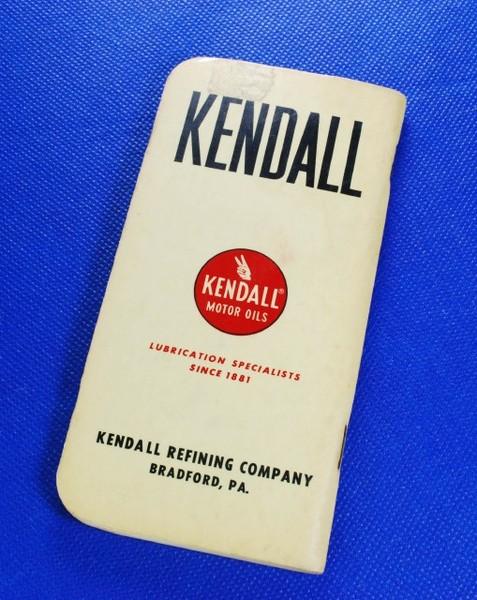 KENDALL
KENDALL®
MOTOR OILS
LUBRICATION SPECIALISTS
SINCE 1881
KENDALL REFINING COMPANY
BRADFORD, PA.